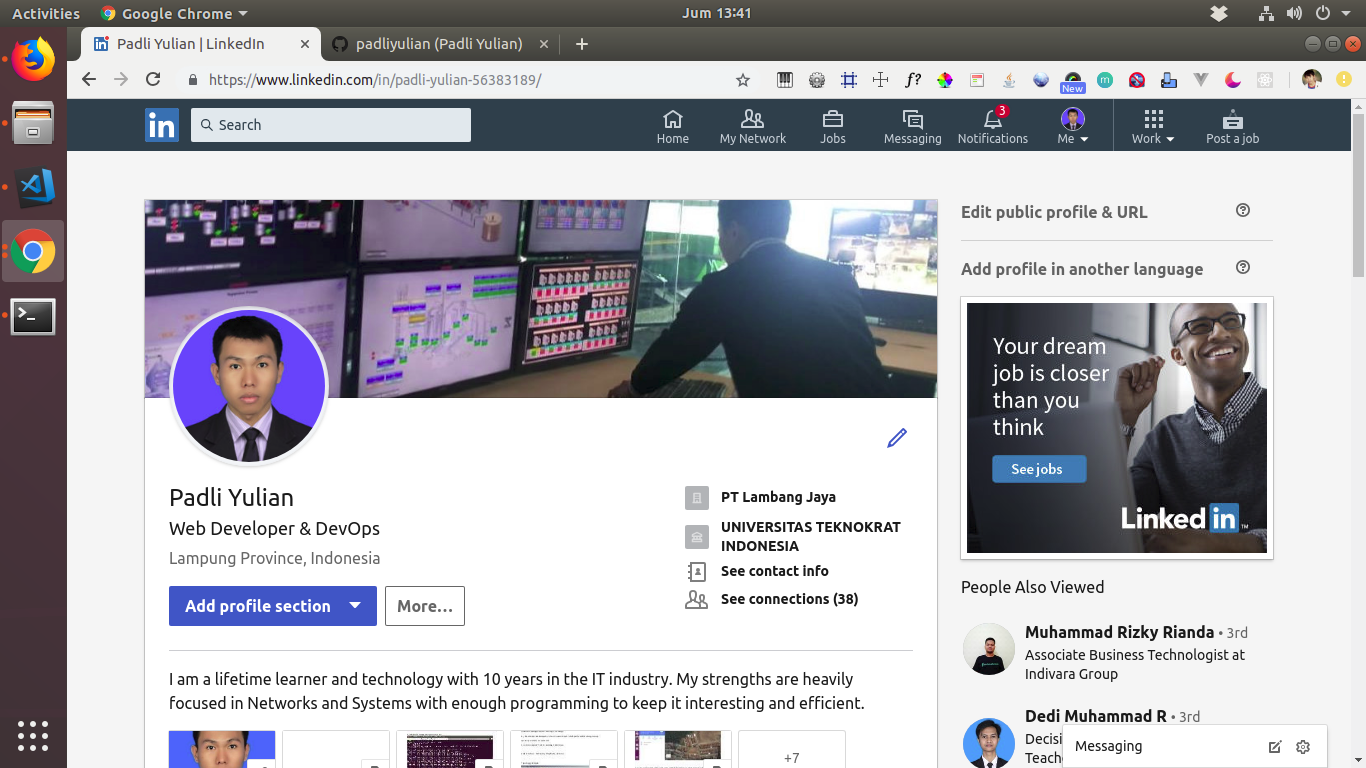 Activities
Google Chrome
Jum 13:41
Padli Yulian | LinkedIn
padliyulian (Padli Yulian)
https://www.linkedin.com/in/padli-yulian-56383189/
f?
New
m
in
Search
Home
My Network
Jobs
Messaging
3
Notifications
Me
Work
Post a job
Edit public profile & URL
Add profile in another language
Your dream
job is closer
than you
think
See jobs
Linked in
Padli Yulian
Web Developer & DevOps
Lampung Province, Indonesia
Add profile section
More...
PT Lambang Jaya
UNIVERSITAS TEKNOKRAT
INDONESIA
See contact info
See connections (38)
I am a lifetime learner and technology with 10 years in the IT industry. My strengths are heavily
focused in Networks and Systems with enough programming to keep it interesting and efficient.
+7
People Also Viewed
Muhammad Rizky Rianda • 3rd
Associate Business Technologist at
Indivara Group
Dedi Muhammad R • 3rd
Decisi
Teache
Messaging